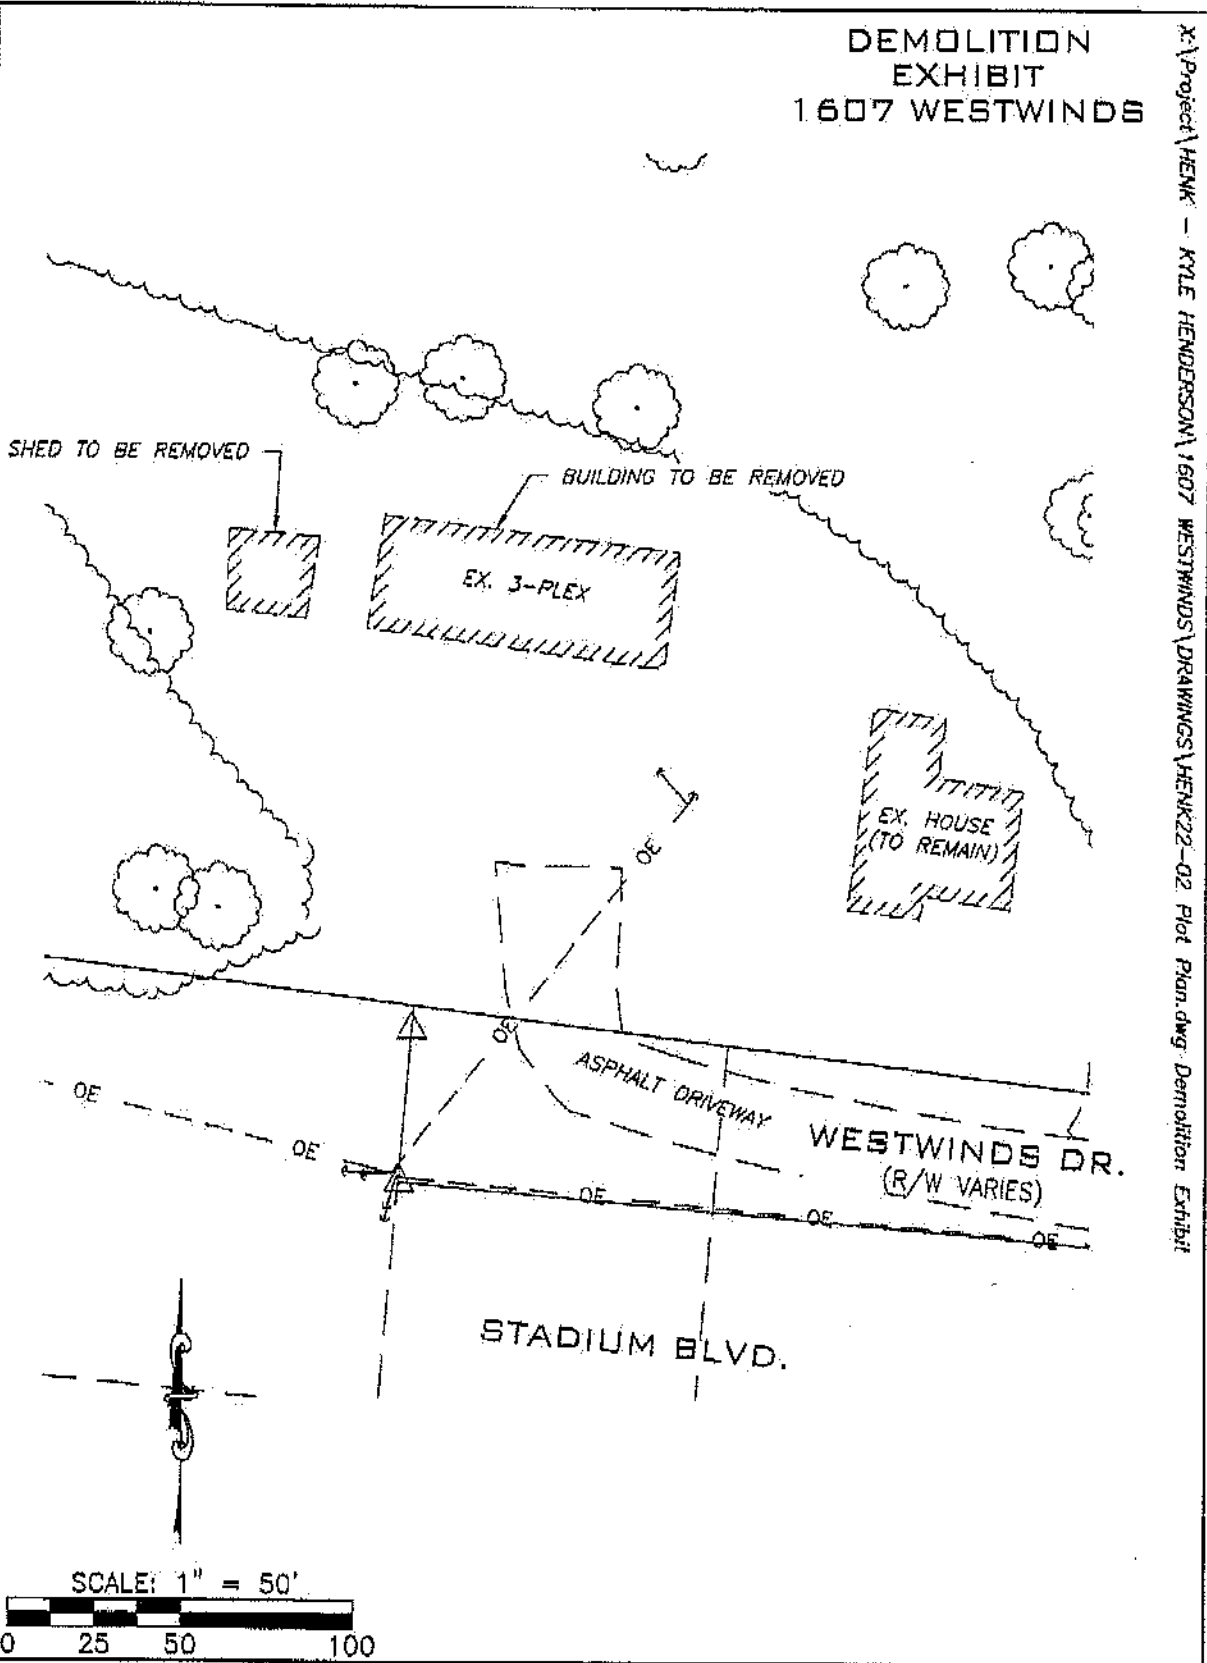 DEMOLITION
EXHIBIT
1607 WESTWINDS
X:\Project\HENK - KYLE HENDERSON\1607 WESTWINDS\DRAWINGS\HENK22-02 Plot Plan.dwg Demolition Exhibit
SHED TO BE REMOVED
BUILDING TO BE REMOVED
EX. 3-PLEX
EX. HOUSE
(TO REMAIN)
OE
OE
ASPHALT DRIVEWAY
OE
OE
WESTWINDS DR.
(R/W VARIES)
OE
OE
OE
STADIUM BLVD.
SCALE: 1" = 50'
0 25 50 100